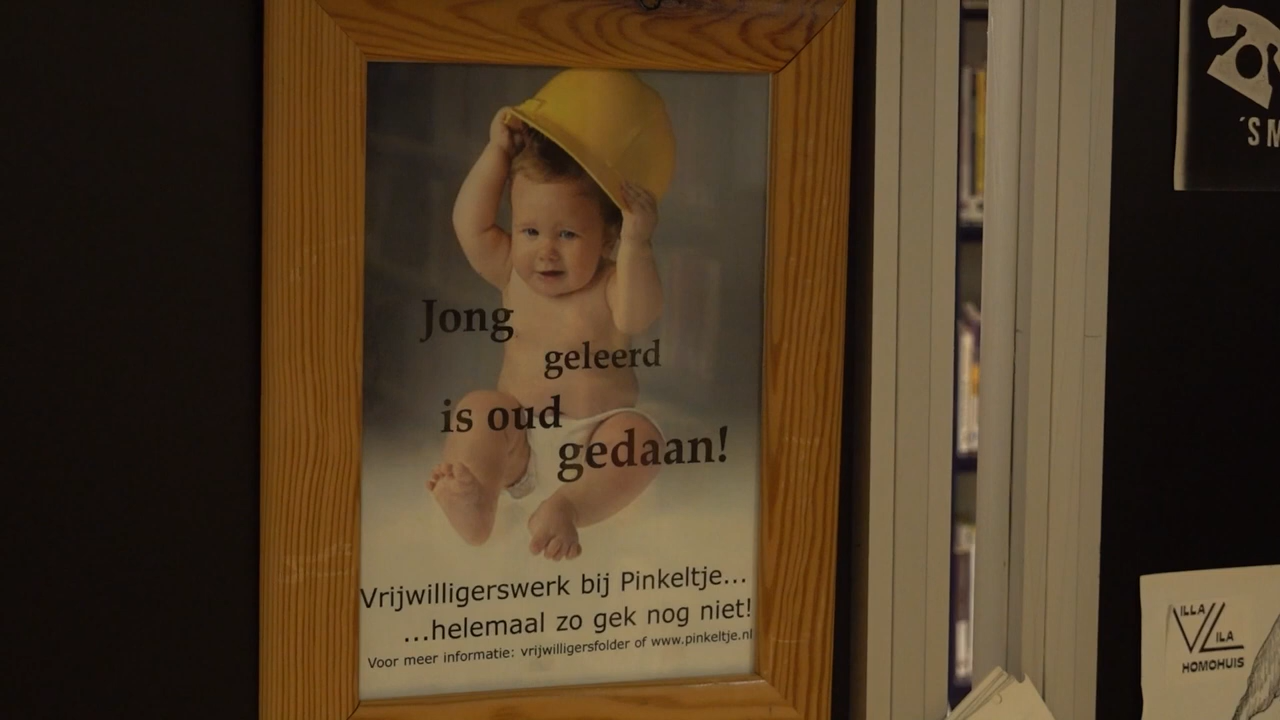 Jong
geleerd
is oud
gedaan!
Vrijwilligerswerk bij Pinkeltje...
...helemaal zo gek nog niet!
Voor meer informatie: vrijwilligersfolder of www.pinkeltje.nl
'S M
VILLA
LILA
HOMOHUIS